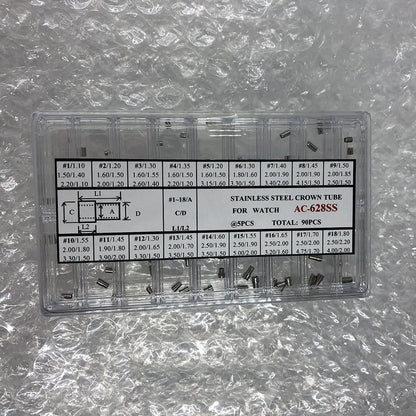 #1/1.10 #2/1.20 #3/1.30 #4/1.35 #5/1.20 #6/1.30 #7/1.40 #8/1.45 #9/1.50
1.50/1.40 1.60/1.50 1.60/1.55 1.60/1.50 1.60/1.50 1.80/1.60 1.90/1.60 2.00/1.90 2.00/1.85
2.20/1.10 1.20/1.20 2.60/1.20 2.20/1.20 3.15/1.60 3.30/1.50 3.40/1.60 2.20/1.15 2.50/1.50
L1
C A D
L2
#1~18/A
C/D
L1/L2
STAINLESS STEEL CROWN TUBE
FOR WATCH AC-628SS
@5PCS TOTAL: 90PCS
#10/1.55 #11/1.45 #12/1.30 #13/1.45 #14/1.60 #15/1.55 #16/1.65 #17/1.70 #18/1.80
2.00/1.80 1.90/1.80 2.00/1.65 2.00/1.70 2.50/1.90 2.50/1.90 2.50/2.00 2.50/2.00 2.50/2.00
3.30/1.50 3.90/2.00 3.30/1.50 3.50/1.50 3.50/1.50 5.00/2.00 3.20/1.60 4.75/1.70 4.00/2.00